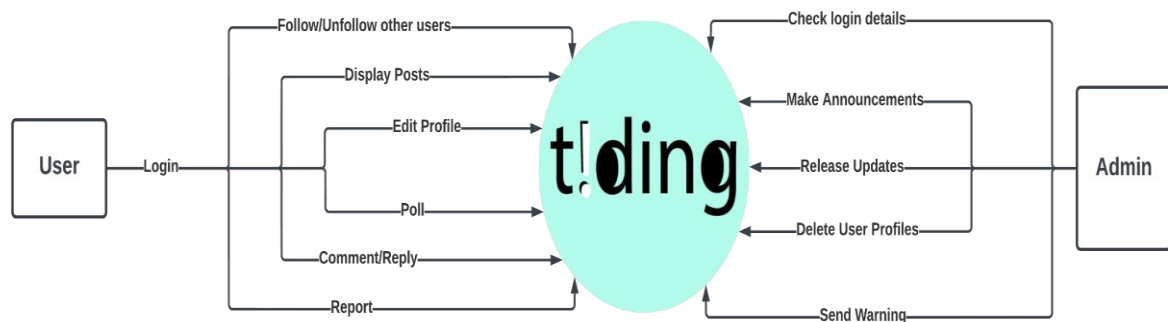 Follow/Unfollow other users
Display Posts
Edit Profile
User
Login
Poll
Comment/Reply
Report
t!ding
Check login details
Make Announcements
Release Updates
Admin
Delete User Profiles
Send Warning